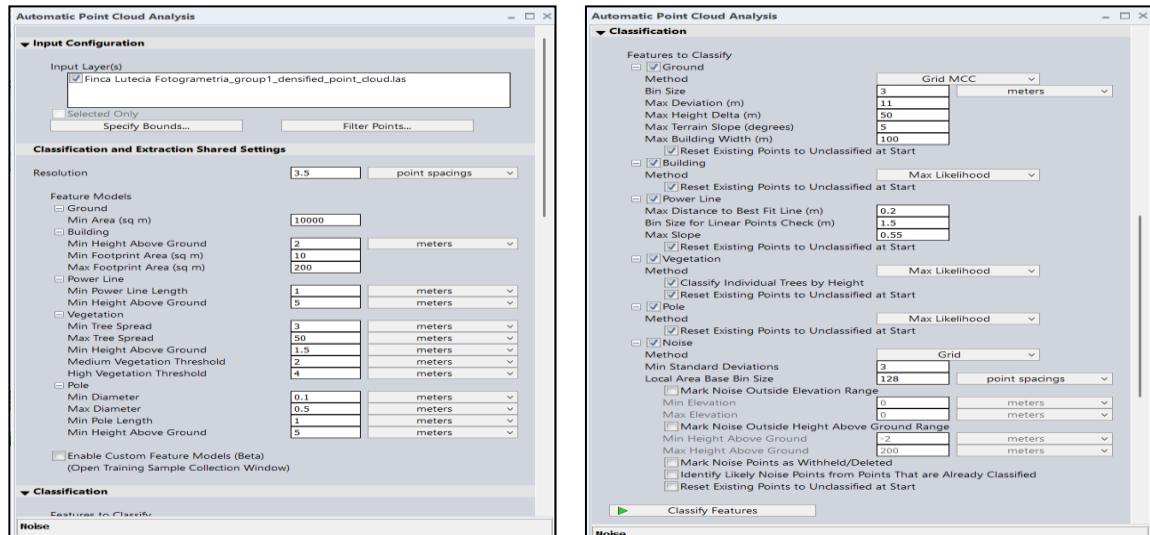 Automatic Point Cloud Analysis
Input Configuration
Input Layer(s)
Finca Lutecia Fotogrametria_group1_densified_point_cloud.las
Selected Only
Specify Bounds... Filter Points...
Classification and Extraction Shared Settings
Resolution 3.5 point spacings
Feature Models
Ground
Min Area (sq m) 10000
Building
Min Height Above Ground 2 meters
Min Footprint Area (sq m) 10
Max Footprint Area (sq m) 200
Power Line
Min Power Line Length 1 meters
Min Height Above Ground 5 meters
Vegetation
Min Tree Spread 3 meters
Max Tree Spread 50 meters
Min Height Above Ground 1.5 meters
Medium Vegetation Threshold 2 meters
High Vegetation Threshold 4 meters
Pole
Min Diameter 0.1 meters
Max Diameter 0.5 meters
Min Pole Length 1 meters
Min Height Above Ground 5 meters
Enable Custom Feature Models (Beta)
(Open Training Sample Collection Window)
Classification
Features to Classify
Noise
Automatic Point Cloud Analysis
Classification
Features to Classify
Ground
Method Grid MCC
Bin Size 3 meters
Max Deviation (m) 11
Max Height Delta (m) 50
Max Terrain Slope (degrees) 5
Max Building Width (m) 100
Reset Existing Points to Unclassified at Start
Building
Method Max Likelihood
Reset Existing Points to Unclassified at Start
Power Line
Max Distance to Best Fit Line (m) 0.2
Bin Size for Linear Points Check (m) 1.5
Max Slope 0.55
Reset Existing Points to Unclassified at Start
Vegetation
Method Max Likelihood
Classify Individual Trees by Height
Reset Existing Points to Unclassified at Start
Pole
Method Max Likelihood
Reset Existing Points to Unclassified at Start
Noise
Method Grid
Min Standard Deviations 3
Local Area Base Bin Size 128 point spacings
Mark Noise Outside Elevation Range
Min Elevation 0 meters
Max Elevation 0 meters
Mark Noise Outside Height Above Ground Range
Min Height Above Ground -2 meters
Max Height Above Ground 200 meters
Mark Noise Points as Withheld/Deleted
Identify Likely Noise Points from Points That are Already Classified
Reset Existing Points to Unclassified at Start
Classify Features
Noise